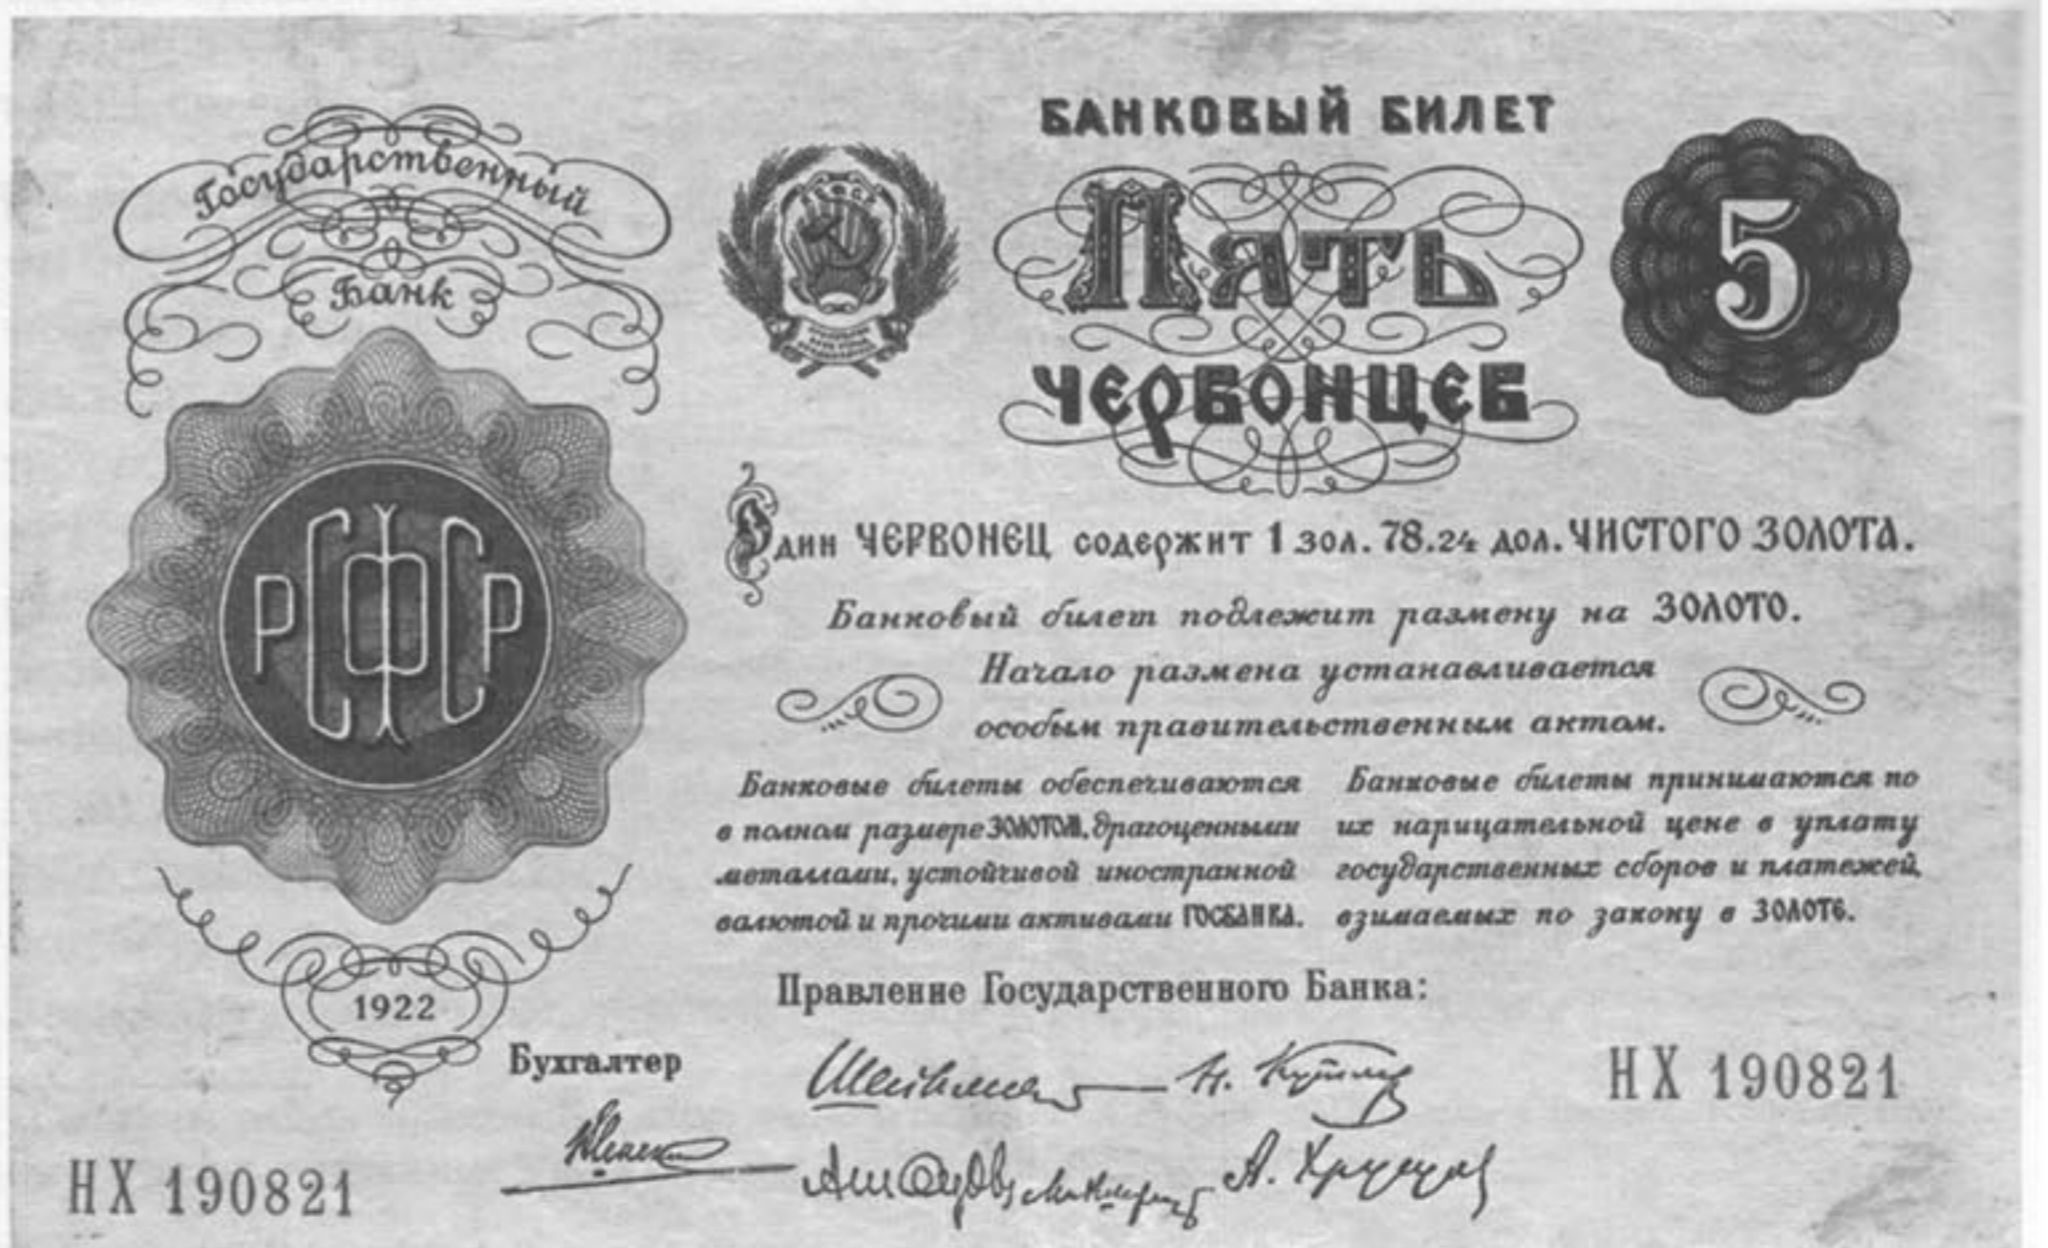 Государственный
Банк
РСФСР
1922
БАНКОВЫЙ БИЛЕТ
Пять
ЧЕРВОНЦЕВ
5
Один ЧЕРВОНЕЦ содержит 1 зол. 78.24 дол. ЧИСТОГО ЗОЛОТА.
Банковый билет подлежит размену на ЗОЛОТО.
Начало размена устанавливается
особым правительственным актом.
Банковые билеты обеспечиваются
в полном размере ЗОЛОТОМ, драгоценными
металлами, устойчивой иностранной
валютой и прочими активами ГОСБАНКА.
Банковые билеты принимаются по
их нарицательной цене в уплату
государственных сборов и платежей,
взимаемых по закону в ЗОЛОТЕ.
Правление Государственного Банка:
Бухгалтер
НХ 190821
НХ 190821